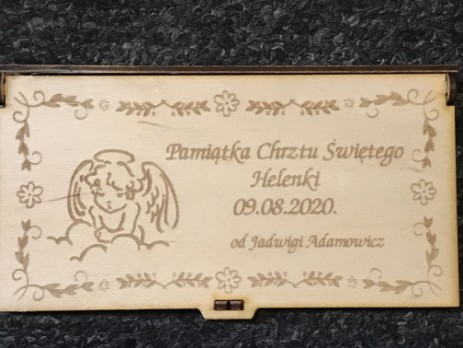 Pamiątka Chrztu Świętego
Helenki
09.08.2020.
od Jadwigi Adamowicz